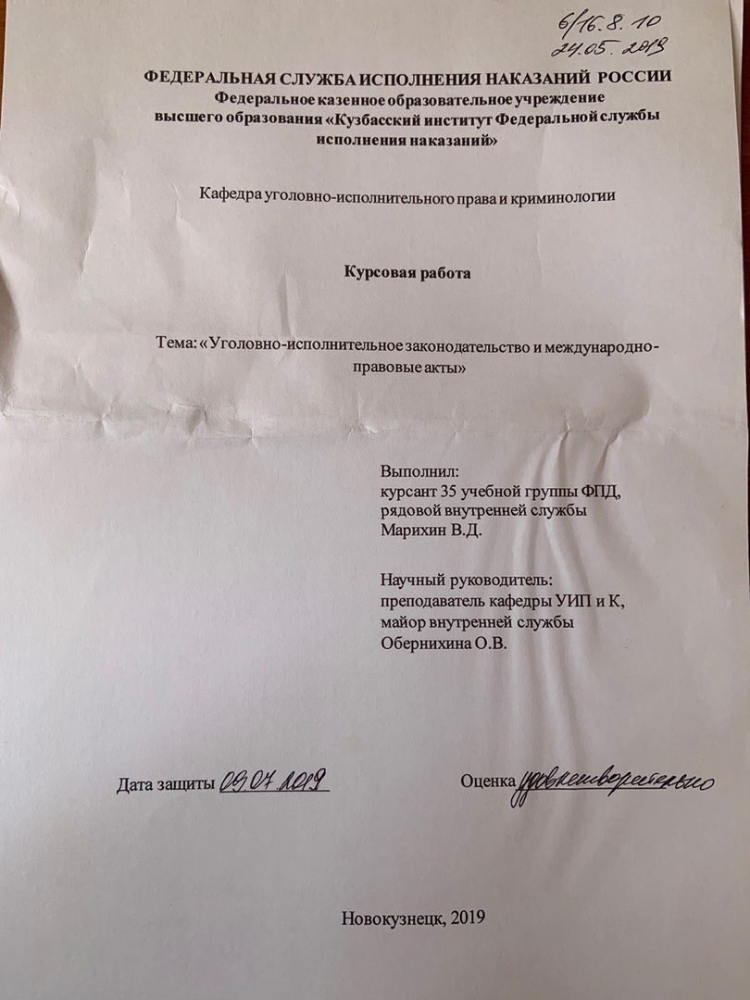 6/16.8.10
24.05.2019
ФЕДЕРАЛЬНАЯ СЛУЖБА ИСПОЛНЕНИЯ НАКАЗАНИЙ РОССИИ
Федеральное казенное образовательное учреждение
высшего образования «Кузбасский институт Федеральной службы
исполнения наказаний»
Кафедра уголовно-исполнительного права и криминологии
Курсовая работа
Тема: «Уголовно-исполнительное законодательство и международно-
правовые акты»
Выполнил:
курсант 35 учебной группы ФПД,
рядовой внутренней службы
Марихин В.Д.
Научный руководитель:
преподаватель кафедры УИП и К,
майор внутренней службы
Обернихина О.В.
Дата защиты 09.07.2019 Оценка удовлетворительно
Новокузнецк, 2019